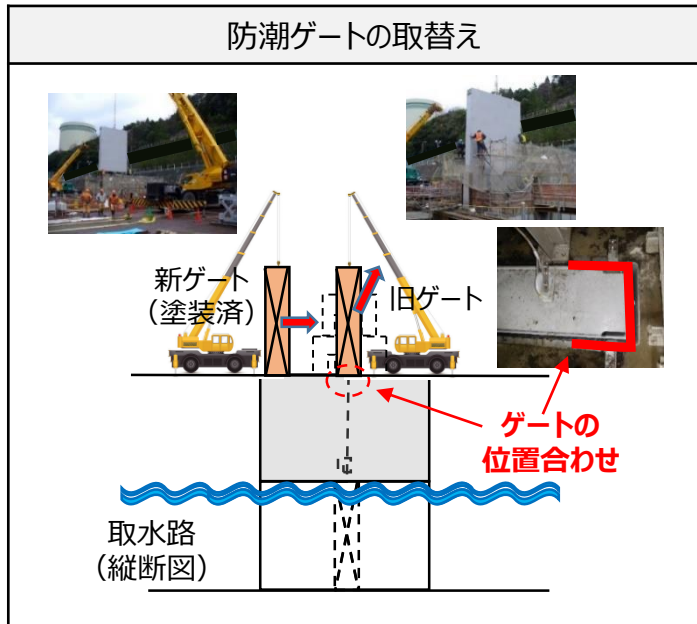 防潮ゲートの取替え
新ゲート
（塗装済）
旧ゲート
ゲートの
位置合わせ
取水路
（縦断図）